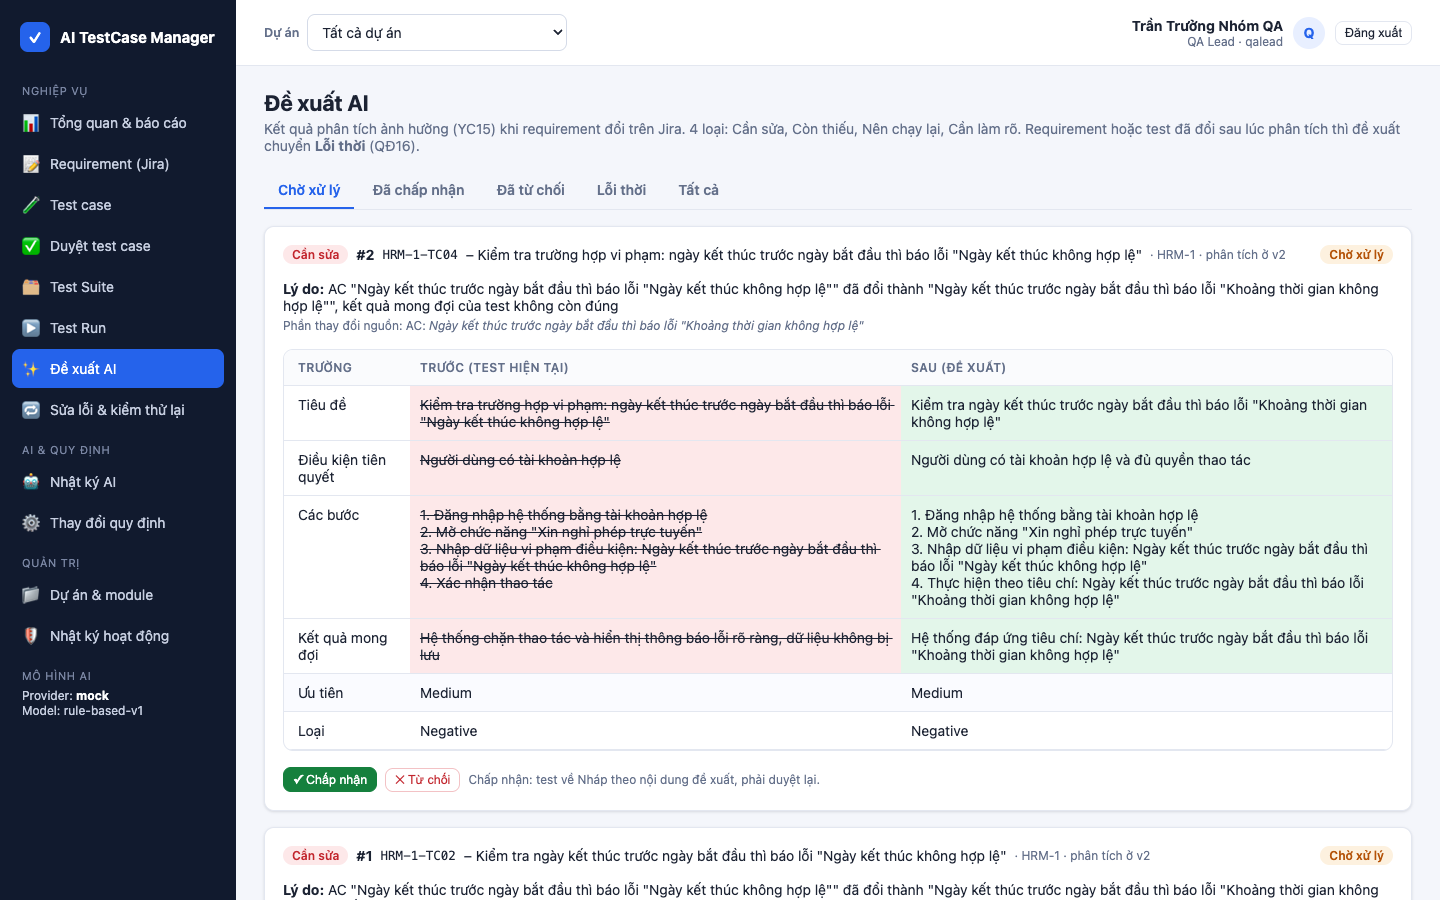 AI TestCase Manager
NGHIỆP VỤ
Tổng quan & báo cáo
Requirement (Jira)
Test case
Duyệt test case
Test Suite
Test Run
Đề xuất AI
Sửa lỗi & kiểm thử lại
AI & QUY ĐỊNH
Nhật ký AI
Thay đổi quy định
QUẢN TRỊ
Dự án & module
Nhật ký hoạt động
MÔ HÌNH AI
Provider: mock
Model: rule-based-v1
Dự án
Tất cả dự án
Trần Trường Nhóm QA
QA Lead · qalead
Q
Đăng xuất
Đề xuất AI
Kết quả phân tích ảnh hưởng (YC15) khi requirement đổi trên Jira. 4 loại: Cần sửa, Còn thiếu, Nên chạy lại, Cần làm rõ. Requirement hoặc test đã đổi sau lúc phân tích thì đề xuất
chuyển Lỗi thời (QĐ16).
Chờ xử lý
Đã chấp nhận
Đã từ chối
Lỗi thời
Tất cả
Cần sửa #2 HRM-1-TC04 – Kiểm tra trường hợp vi phạm: ngày kết thúc trước ngày bắt đầu thì báo lỗi "Ngày kết thúc không hợp lệ" · HRM-1 · phân tích ở v2 Chờ xử lý
Lý do: AC "Ngày kết thúc trước ngày bắt đầu thì báo lỗi "Ngày kết thúc không hợp lệ"" đã đổi thành "Ngày kết thúc trước ngày bắt đầu thì báo lỗi "Khoảng thời gian không
hợp lệ"", kết quả mong đợi của test không còn đúng
Phần thay đổi nguồn: AC: Ngày kết thúc trước ngày bắt đầu thì báo lỗi "Khoảng thời gian không hợp lệ"
TRƯỜNG
TRƯỚC (TEST HIỆN TẠI)
SAU (ĐỀ XUẤT)
Tiêu đề
Kiểm tra trường hợp vi phạm: ngày kết thúc trước ngày bắt đầu thì báo lỗi
"Ngày kết thúc không hợp lệ"
Kiểm tra ngày kết thúc trước ngày bắt đầu thì báo lỗi "Khoảng thời gian
không hợp lệ"
Điều kiện tiên
quyết
Người dùng có tài khoản hợp lệ
Người dùng có tài khoản hợp lệ và đủ quyền thao tác
Các bước
1. Đăng nhập hệ thống bằng tài khoản hợp lệ
2. Mở chức năng "Xin nghỉ phép trực tuyến"
3. Nhập dữ liệu vi phạm điều kiện: Ngày kết thúc trước ngày bắt đầu thì
báo lỗi "Ngày kết thúc không hợp lệ"
4. Xác nhận thao tác
1. Đăng nhập hệ thống bằng tài khoản hợp lệ
2. Mở chức năng "Xin nghỉ phép trực tuyến"
3. Nhập dữ liệu vi phạm điều kiện: Ngày kết thúc trước ngày bắt đầu thì
báo lỗi "Ngày kết thúc không hợp lệ"
4. Thực hiện theo tiêu chí: Ngày kết thúc trước ngày bắt đầu thì báo lỗi
"Khoảng thời gian không hợp lệ"
Kết quả mong
đợi
Hệ thống chặn thao tác và hiển thị thông báo lỗi rõ ràng, dữ liệu không bị
lưu
Hệ thống đáp ứng tiêu chí: Ngày kết thúc trước ngày bắt đầu thì báo lỗi
"Khoảng thời gian không hợp lệ"
Ưu tiên
Medium
Medium
Loại
Negative
Negative
✓ Chấp nhận
✕ Từ chối
Chấp nhận: test về Nháp theo nội dung đề xuất, phải duyệt lại.
Cần sửa #1 HRM-1-TC02 – Kiểm tra ngày kết thúc trước ngày bắt đầu thì báo lỗi "Ngày kết thúc không hợp lệ" · HRM-1 · phân tích ở v2 Chờ xử lý
Lý do: AC "Ngày kết thúc trước ngày bắt đầu thì báo lỗi "Ngày kết thúc không hợp lệ"" đã đổi thành "Ngày kết thúc trước ngày bắt đầu thì báo lỗi "Khoảng thời gian không